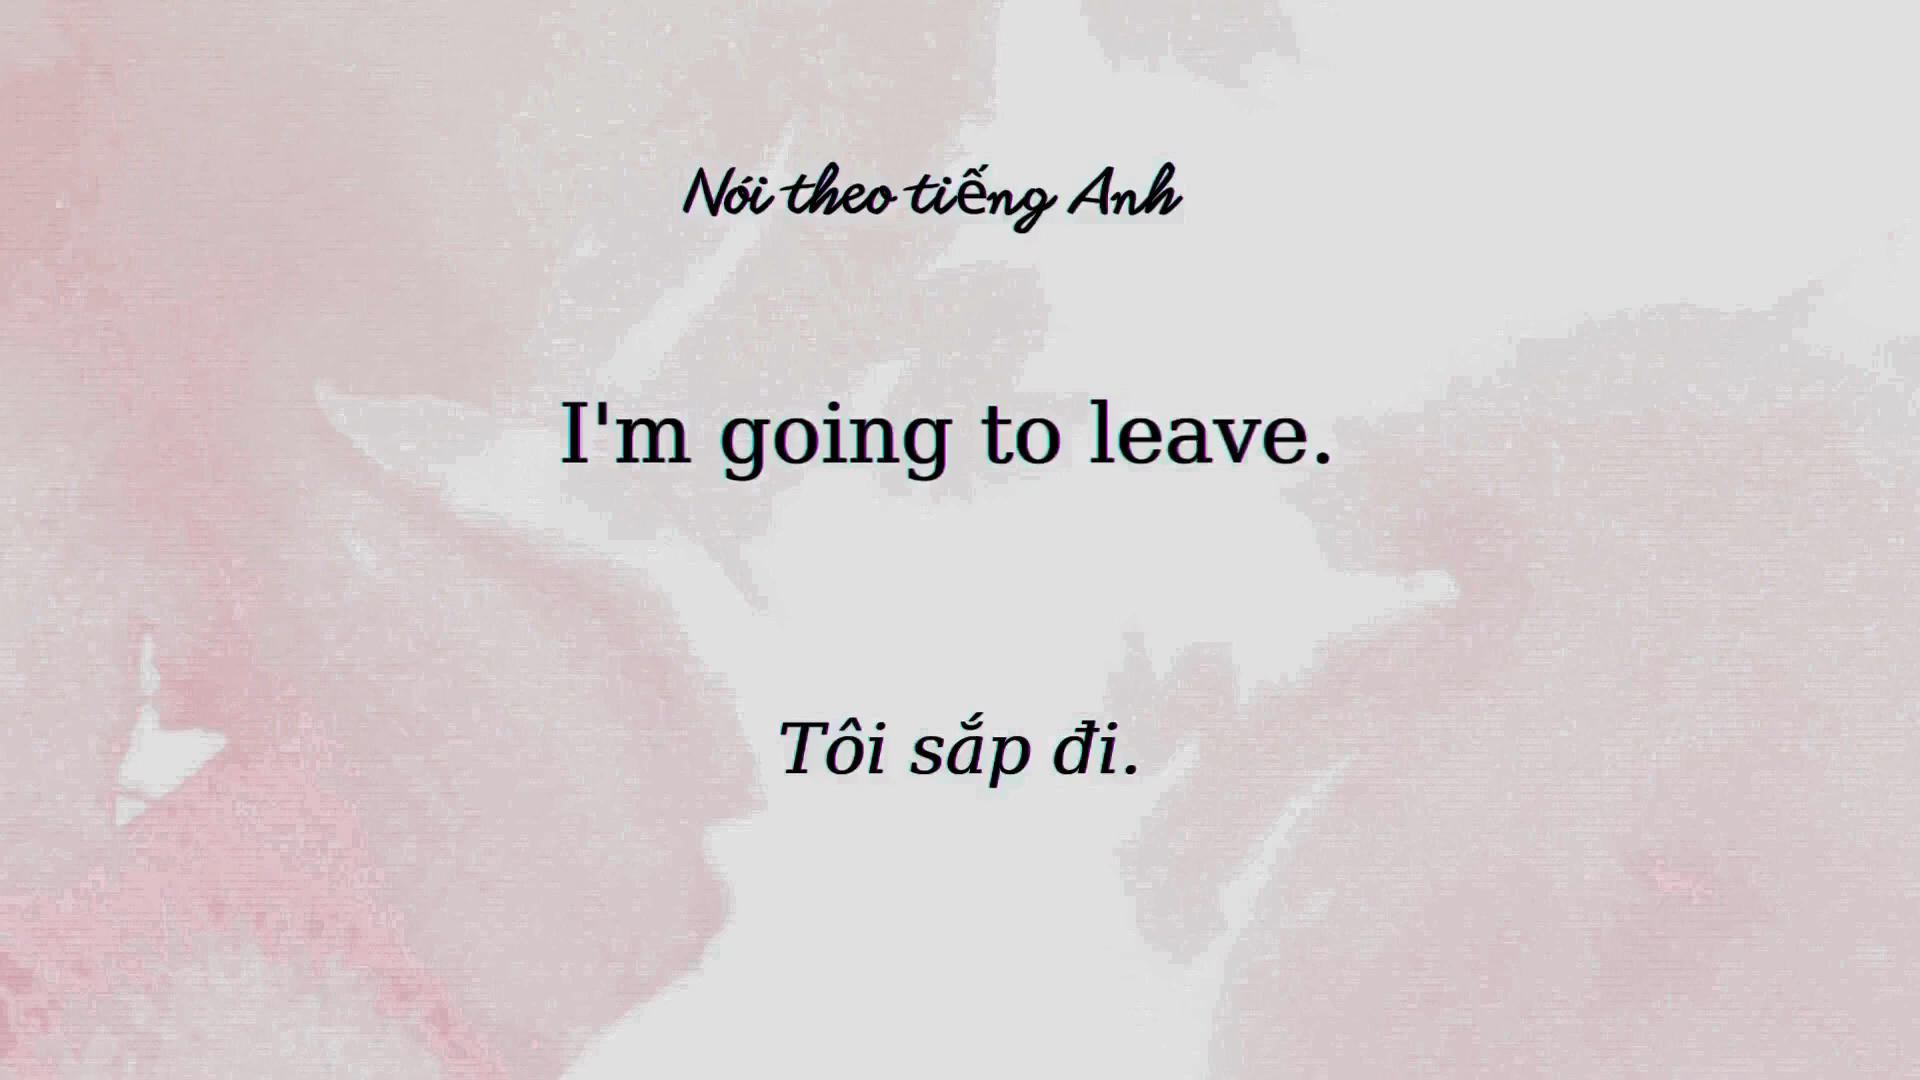 Nói theo tiếng Anh
I'm going to leave.
Tôi sắp đi.